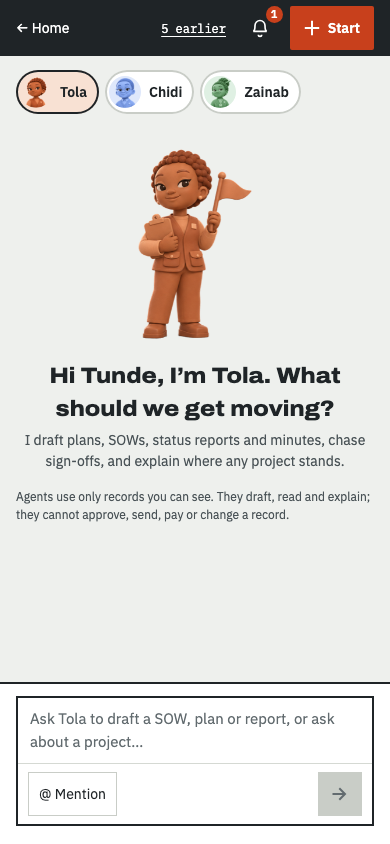 ← Home
5 earlier
1
+ Start
Tola
Chidi
Zainab
Hi Tunde, I'm Tola. What
should we get moving?
I draft plans, SOWs, status reports and minutes, chase
sign-offs, and explain where any project stands.
Agents use only records you can see. They draft, read and explain;
they cannot approve, send, pay or change a record.
Ask Tola to draft a SOW, plan or report, or ask
about a project...
@ Mention
→